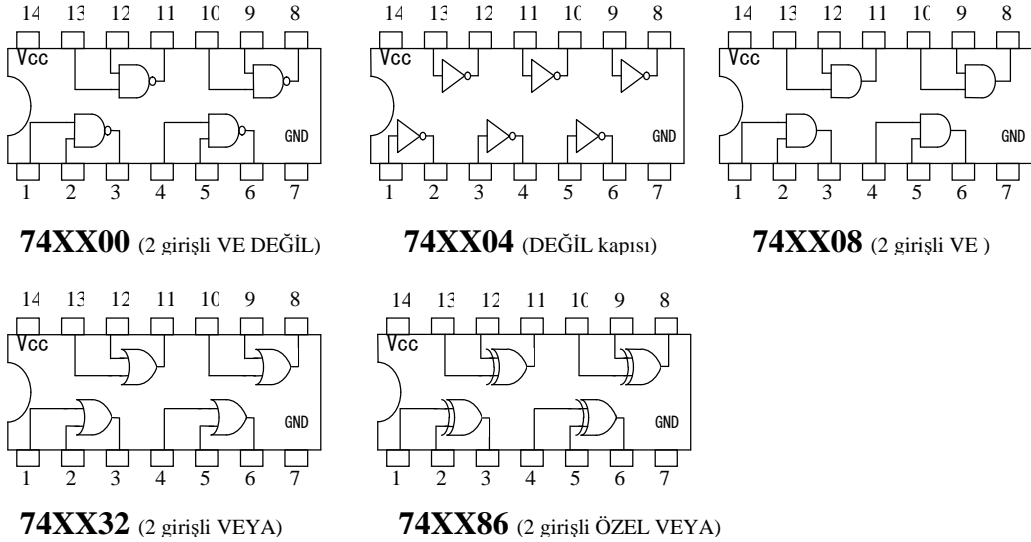 14 13 12 11 10 9 8
Vcc
GND
1 2 3 4 5 6 7
74XX00 (2 girişli VE DEĞİL)
14 13 12 11 10 9 8
Vcc
GND
1 2 3 4 5 6 7
74XX04 (DEĞİL kapısı)
14 13 12 11 10 9 8
Vcc
GND
1 2 3 4 5 6 7
74XX08 (2 girişli VE )
14 13 12 11 10 9 8
Vcc
GND
1 2 3 4 5 6 7
74XX32 (2 girişli VEYA)
14 13 12 11 10 9 8
Vcc
GND
1 2 3 4 5 6 7
74XX86 (2 girişli ÖZEL VEYA)